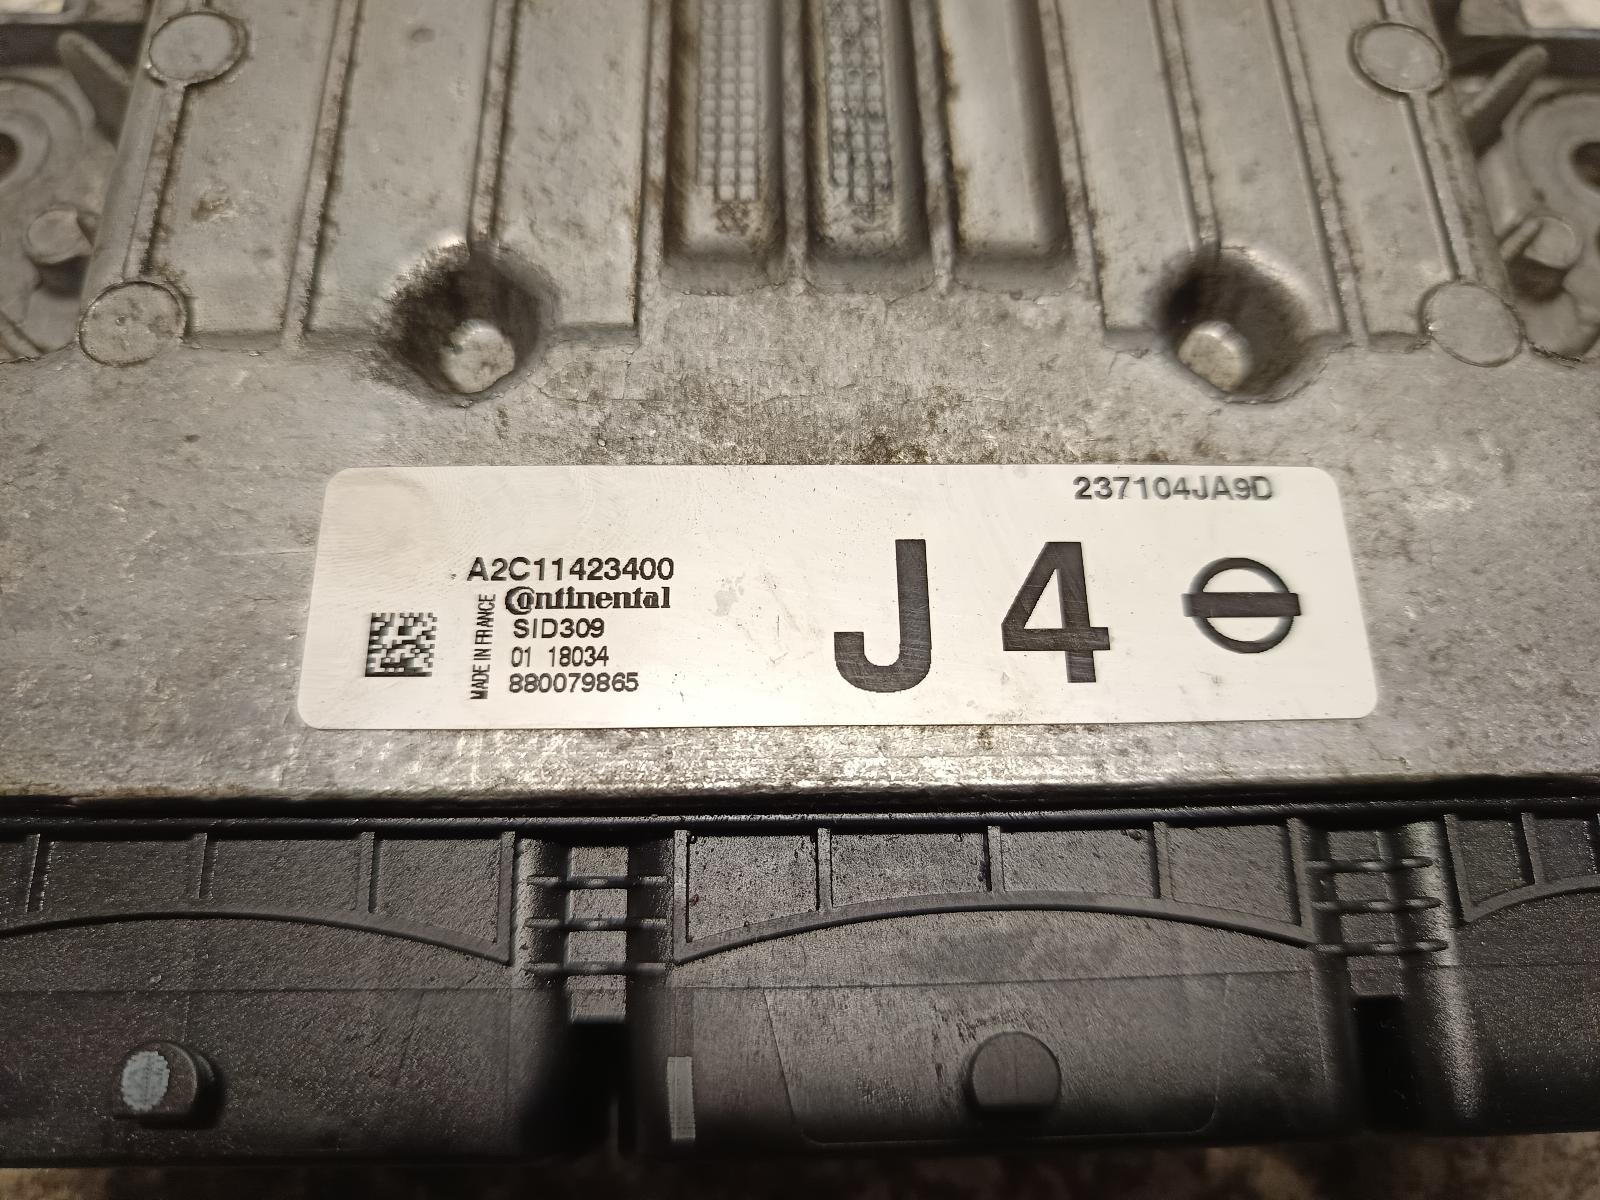 237104JA9D
A2C11423400
Continental
SID309
01 18034
880079865
MADE IN FRANCE
J4